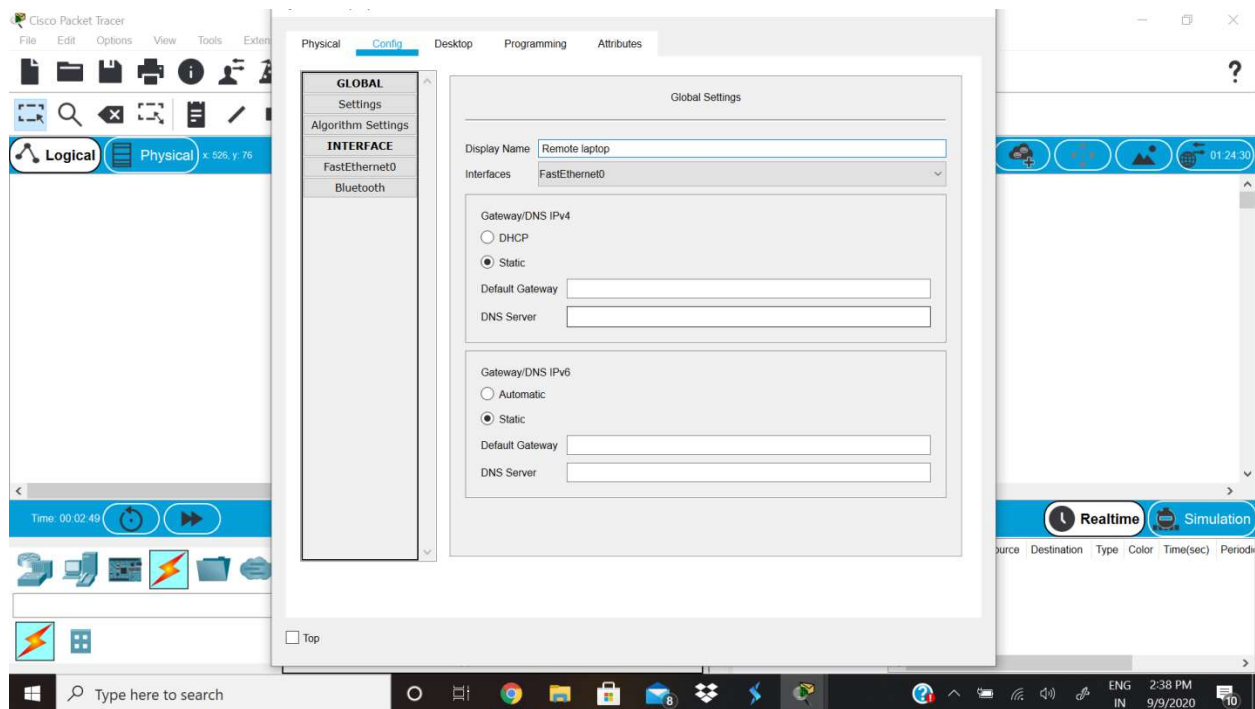 Cisco Packet Tracer
File Edit Options View Tools Exten
Physical Config Desktop Programming Attributes
?
GLOBAL
Settings
Algorithm Settings
INTERFACE
FastEthernet0
Bluetooth
Global Settings
Display Name Remote laptop
Interfaces FastEthernet0
Gateway/DNS IPv4
DHCP
Static
Default Gateway
DNS Server
Gateway/DNS IPv6
Automatic
Static
Default Gateway
DNS Server
Top
Logical Physical x: 526, y: 76
01:24:30
Time: 00:02:49
Realtime Simulation
ource Destination Type Color Time(sec) Periodi
Type here to search
8
ENG
IN
2:38 PM
9/9/2020
10